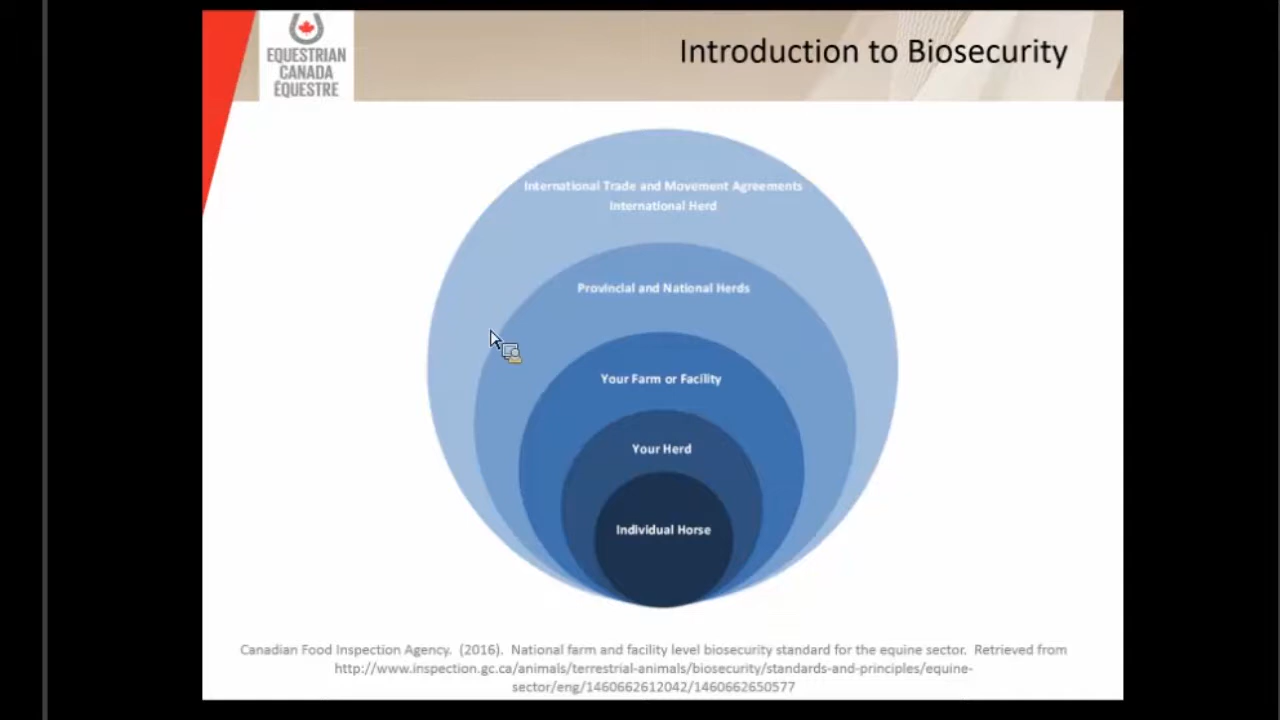 EQUESTRIAN
CANADA
ÉQUESTRE
Introduction to Biosecurity
International Trade and Movement Agreements
International Herd
Provincial and National Herds
Your Farm or Facility
Your Herd
Individual Horse
Canadian Food Inspection Agency. (2016). National farm and facility level biosecurity standard for the equine sector. Retrieved from
http://www.inspection.gc.ca/animals/terrestrial-animals/biosecurity/standards-and-principles/equine-
sector/eng/1460662612042/1460662650577